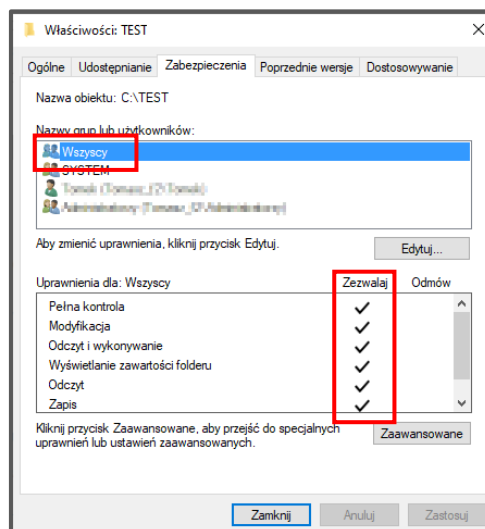 Właściwości: TEST
Ogólne Udostępnianie Zabezpieczenia Poprzednie wersje Dostosowywanie
Nazwa obiektu: C:\TEST
Nazwy grup lub użytkowników:
Wszyscy
SYSTEM
Aby zmienić uprawnienia, kliknij przycisk Edytuj.
Edytuj...
Uprawnienia dla: Wszyscy Zezwalaj Odmów
Pełna kontrola
Modyfikacja
Odczyt i wykonywanie
Wyświetlanie zawartości folderu
Odczyt
Zapis
Kliknij przycisk Zaawansowane, aby przejść do specjalnych
uprawnień lub ustawień zaawansowanych.
Zaawansowane
Zamknij Anuluj Zastosuj